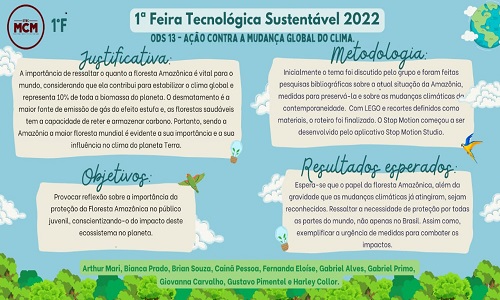 MCM
1°F
1ª Feira Tecnológica Sustentável 2022
ODS 13 - AÇÃO CONTRA A MUDANÇA GLOBAL DO CLIMA.
Justificativa:
A importância de ressaltar o quanto a floresta Amazônica é vital para o
mundo, considerando que ela contribui para estabilizar o clima global e
representa 10% de toda a biomassa do planeta. O desmatamento é a
maior fonte de emissão de gás do efeito estufa e, as florestas saudáveis
tem a capacidade de reter e armazenar carbono. Portanto, sendo a
Amazônia a maior floresta mundial é evidente a sua importância e a sua
influência no clima do planeta Terra.
Objetivos:
Provocar reflexão sobre a importância da
proteção da Floresta Amazônica no público
juvenil, conscientizando-o do impacto deste
ecossistema no planeta.
Metodologia:
Inicialmente o tema foi discutido pelo grupo e foram feitas
pesquisas bibliográficas sobre a atual situação da Amazônia,
medidas para preservá-la e sobre as mudanças climáticas da
contemporaneidade. Com LEGO e recortes definidos como
materiais, o roteiro foi finalizado. O Stop Motion começou a ser
desenvolvido pelo aplicativo Stop Motion Studio.
Resultados esperados:
Espera-se que o papel da floresta Amazônica, além da
gravidade que as mudanças climáticas já atingiram, sejam
reconhecidos. Ressaltar a necessidade de proteção por todas
as partes do mundo, não apenas no Brasil. Assim como,
exemplificar a urgência de medidas para combater os
impactos.
Arthur Mari, Bianca Prado, Brian Souza, Cainã Pessoa, Fernanda Eloíse, Gabriel Alves, Gabriel Primo,
Giovanna Carvalho, Gustavo Pimentel e Harley Collor.